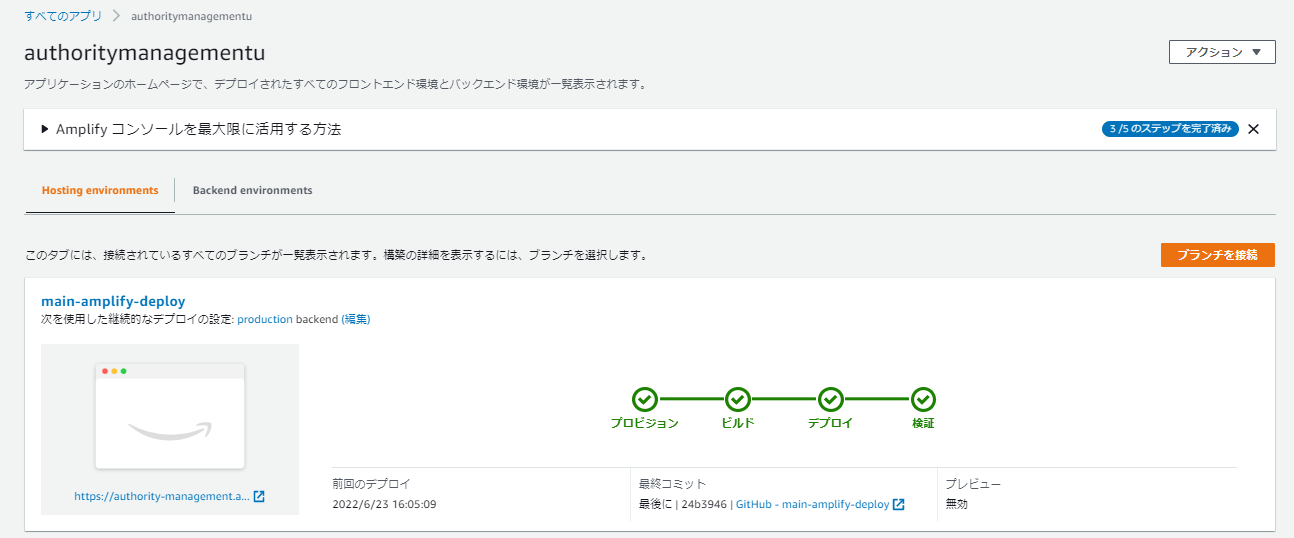 すべてのアプリ > authoritymanagementu
authoritymanagementu
アクション ▼
アプリケーションのホームページで、デプロイされたすべてのフロントエンド環境とバックエンド環境が一覧表示されます。
Amplify コンソールを最大限に活用する方法
3 /5 のステップを完了済み
Hosting environments
Backend environments
このタブには、接続されているすべてのブランチが一覧表示されます。構築の詳細を表示するには、ブランチを選択します。
ブランチを接続
main-amplify-deploy
次を使用した継続的なデプロイの設定: production backend (編集)
プロビジョン
ビルド
デプロイ
検証
https://authority-management.a...
前回のデプロイ
2022/6/23 16:05:09
最終コミット
最後に | 24b3946 | GitHub - main-amplify-deploy
プレビュー
無効